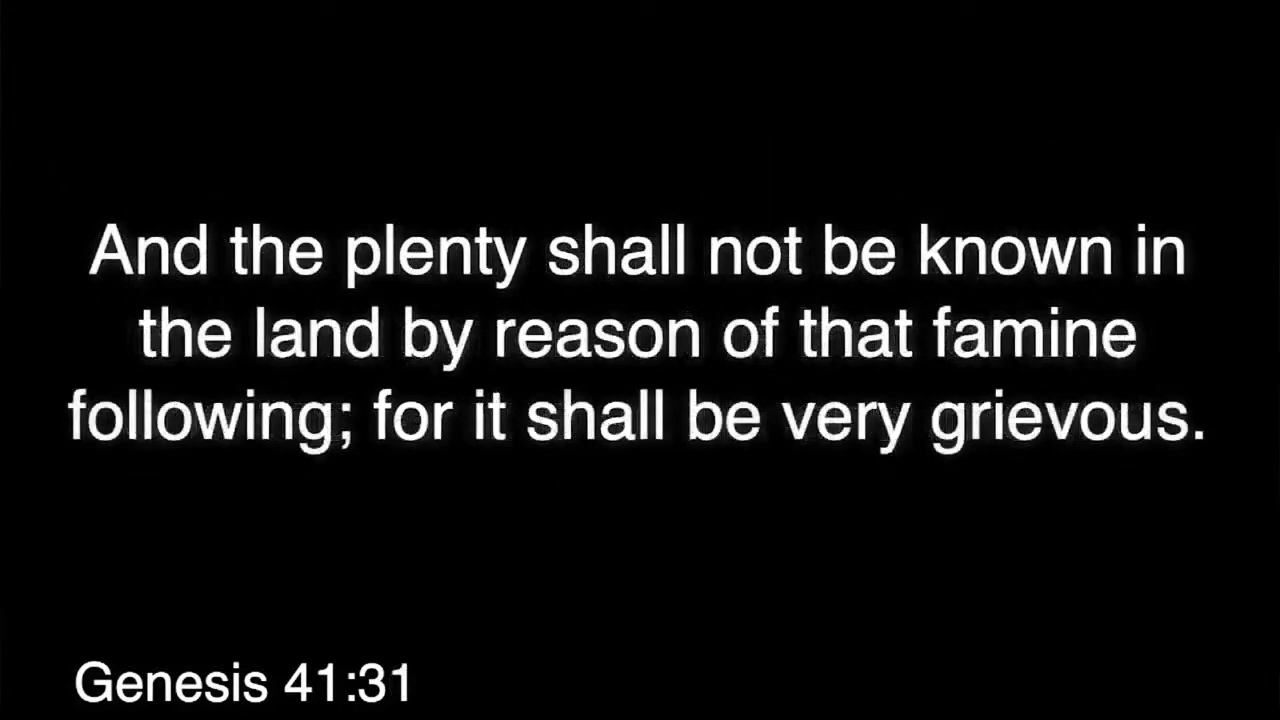 And the plenty shall not be known in
the land by reason of that famine
following; for it shall be very grievous.
Genesis 41:31